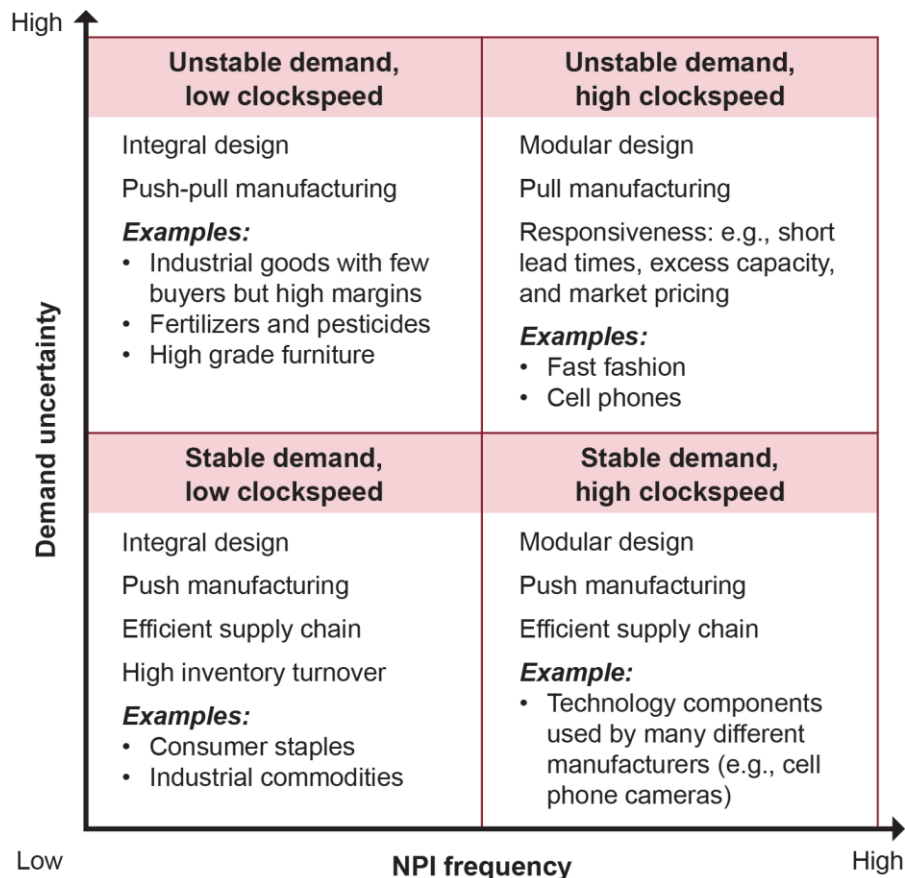 High
Demand uncertainty
Unstable demand,
low clockspeed
Integral design
Push-pull manufacturing
Examples:
• Industrial goods with few
buyers but high margins
• Fertilizers and pesticides
• High grade furniture
Unstable demand,
high clockspeed
Modular design
Pull manufacturing
Responsiveness: e.g., short
lead times, excess capacity,
and market pricing
Examples:
• Fast fashion
• Cell phones
Stable demand,
low clockspeed
Integral design
Push manufacturing
Efficient supply chain
High inventory turnover
Examples:
• Consumer staples
• Industrial commodities
Stable demand,
high clockspeed
Modular design
Push manufacturing
Efficient supply chain
Example:
• Technology components
used by many different
manufacturers (e.g., cell
phone cameras)
Low
NPI frequency
High